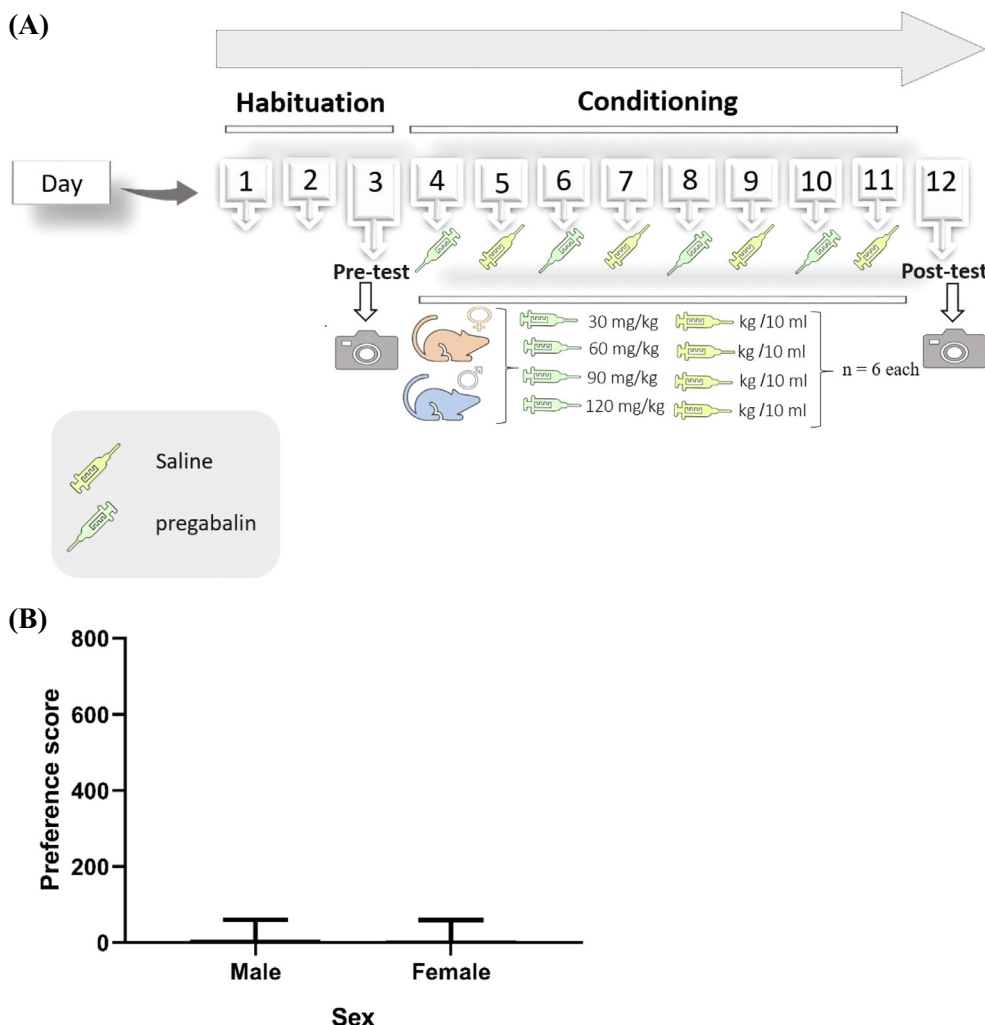 (A)
Habituation Conditioning
Day 1 2 3 4 5 6 7 8 9 10 11 12
Pre-test Post-test
30 mg/kg kg /10 ml
60 mg/kg kg /10 ml
90 mg/kg kg /10 ml
120 mg/kg kg /10 ml
n = 6 each
Saline
pregabalin
(B)
Preference score
800
600
400
200
0
Male Female
Sex